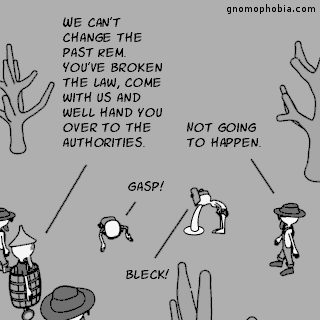 gnomophobia.com
WE CAN'T
CHANGE THE
PAST REM.
YOU'VE BROKEN
THE LAW, COME
WITH US AND
WELL HAND YOU
OVER TO THE
AUTHORITIES.
NOT GOING
TO HAPPEN.
GASP!
BLECK!